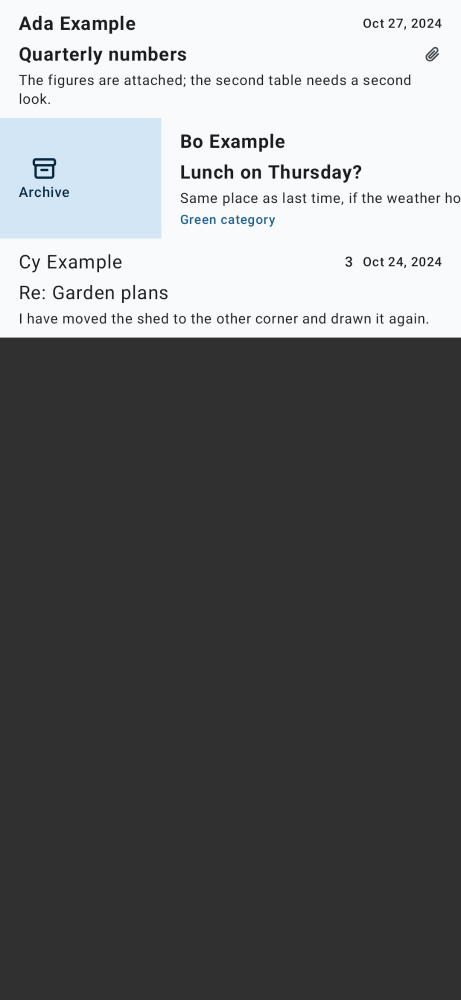 Ada Example Oct 27, 2024
Quarterly numbers
The figures are attached; the second table needs a second
look.
Archive
Bo Example
Lunch on Thursday?
Same place as last time, if the weather ho
Green category
Cy Example 3 Oct 24, 2024
Re: Garden plans
I have moved the shed to the other corner and drawn it again.